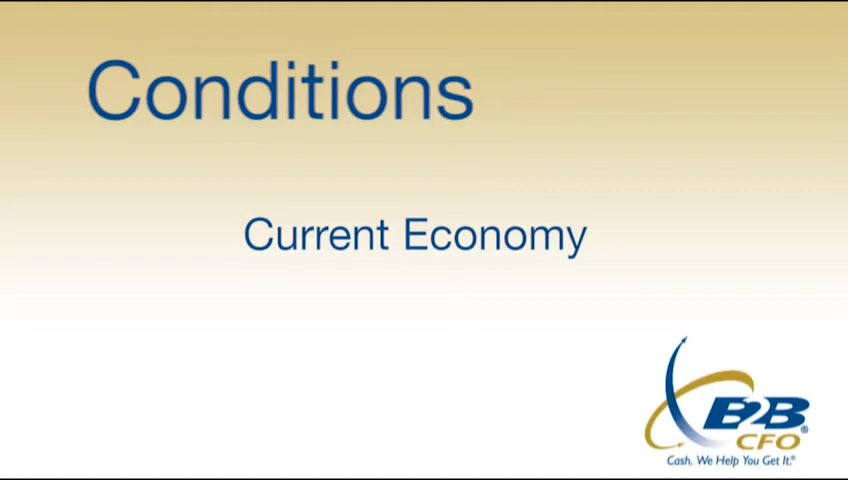 Conditions
Current Economy
B2B®
CFO
Cash. We Help You Get It.®